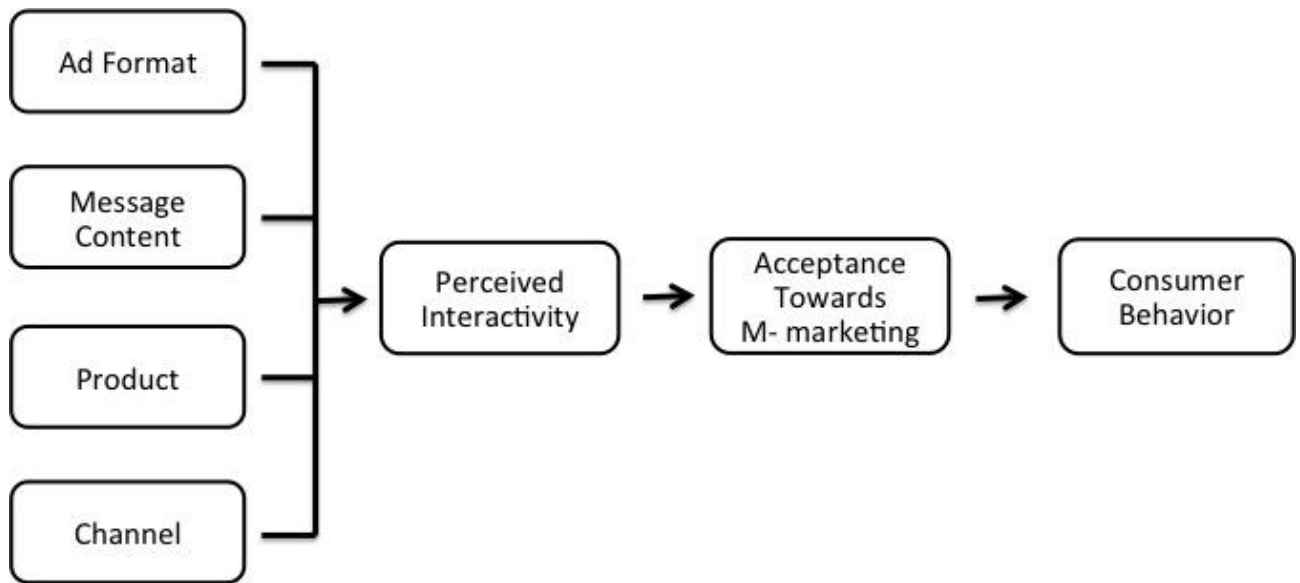 Ad Format
Message
Content
Product
Channel
Perceived
Interactivity
Acceptance
Towards
M- marketing
Consumer
Behavior